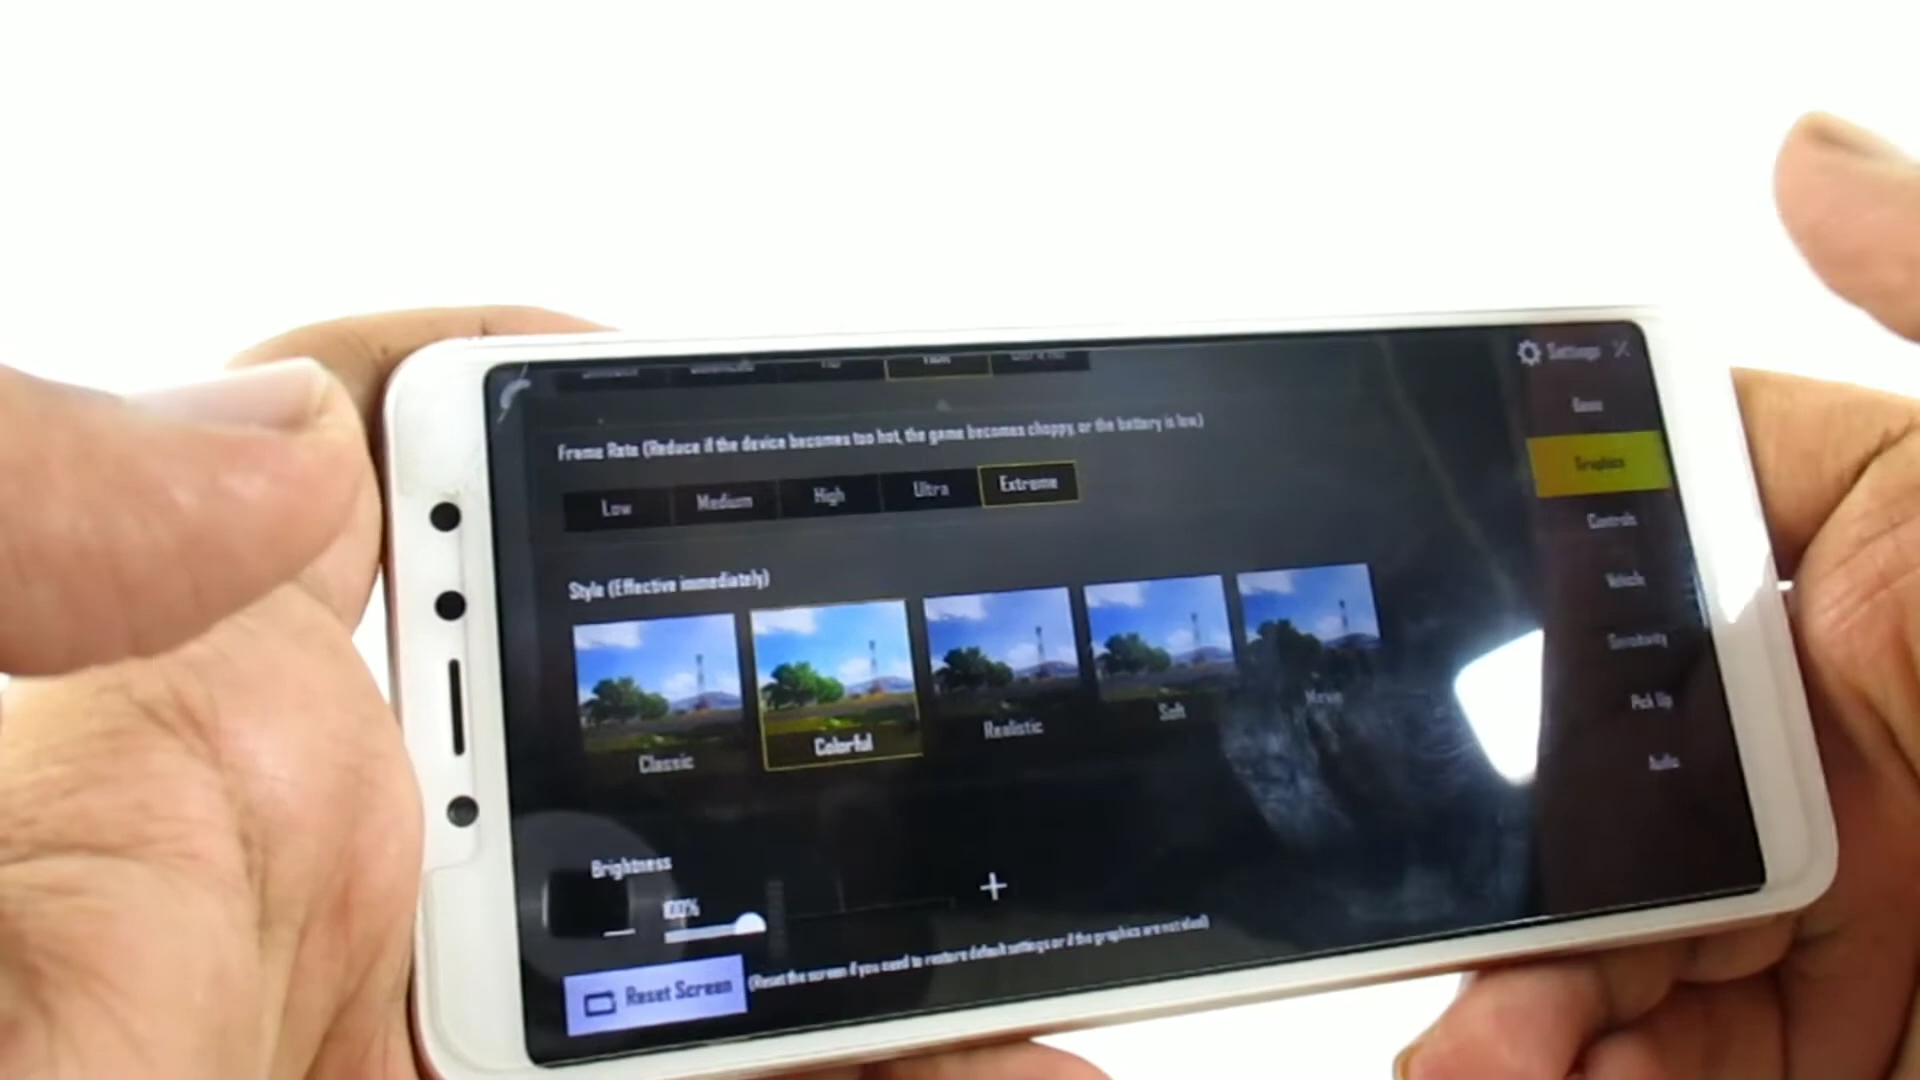 Settings
Game
Frame Rate (Reduce if the device becomes too hot, the game becomes choppy, or the battery is low.)
Graphics
Low Medium High Ultra Extreme
Controls
Style (Effective immediately)
Vehicle
Sensitivity
Classic Colorful Realistic Soft Movie
Pick Up
Audio
Brightness
100%
Reset Screen (Reset the screen if you need to restore default settings or if the graphics are not ideal)